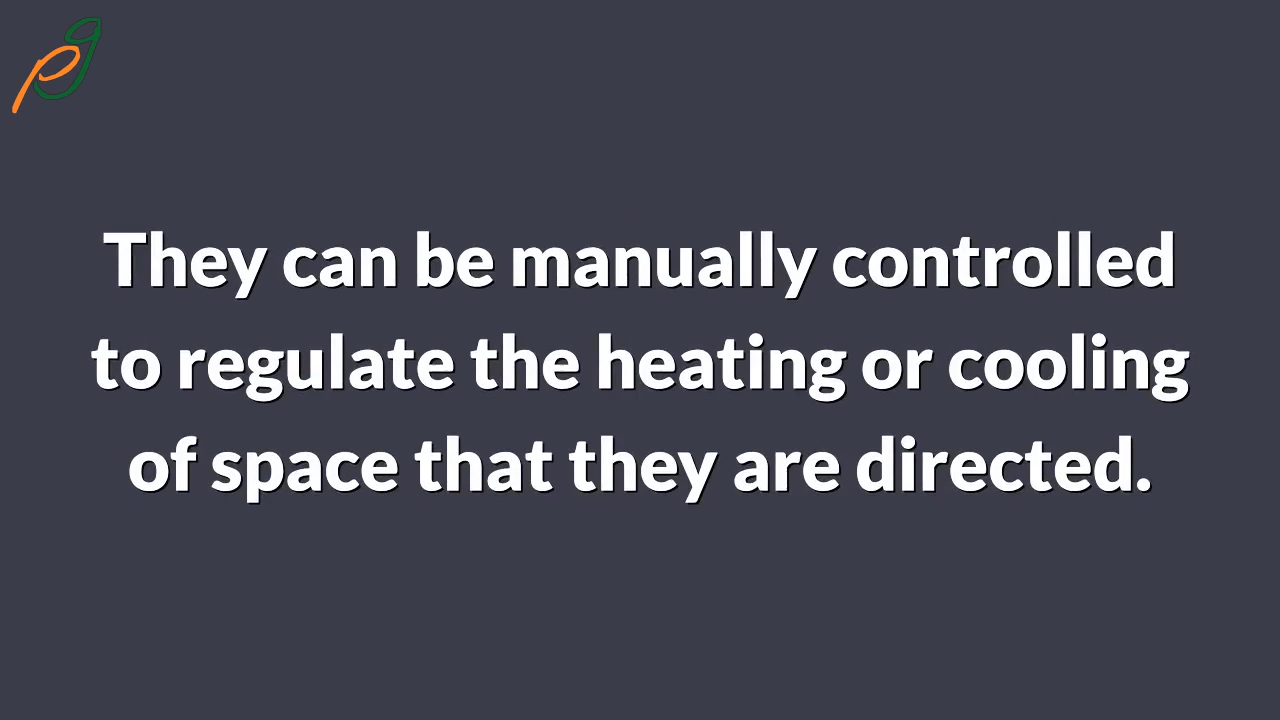 They can be manually controlled
to regulate the heating or cooling
of space that they are directed.